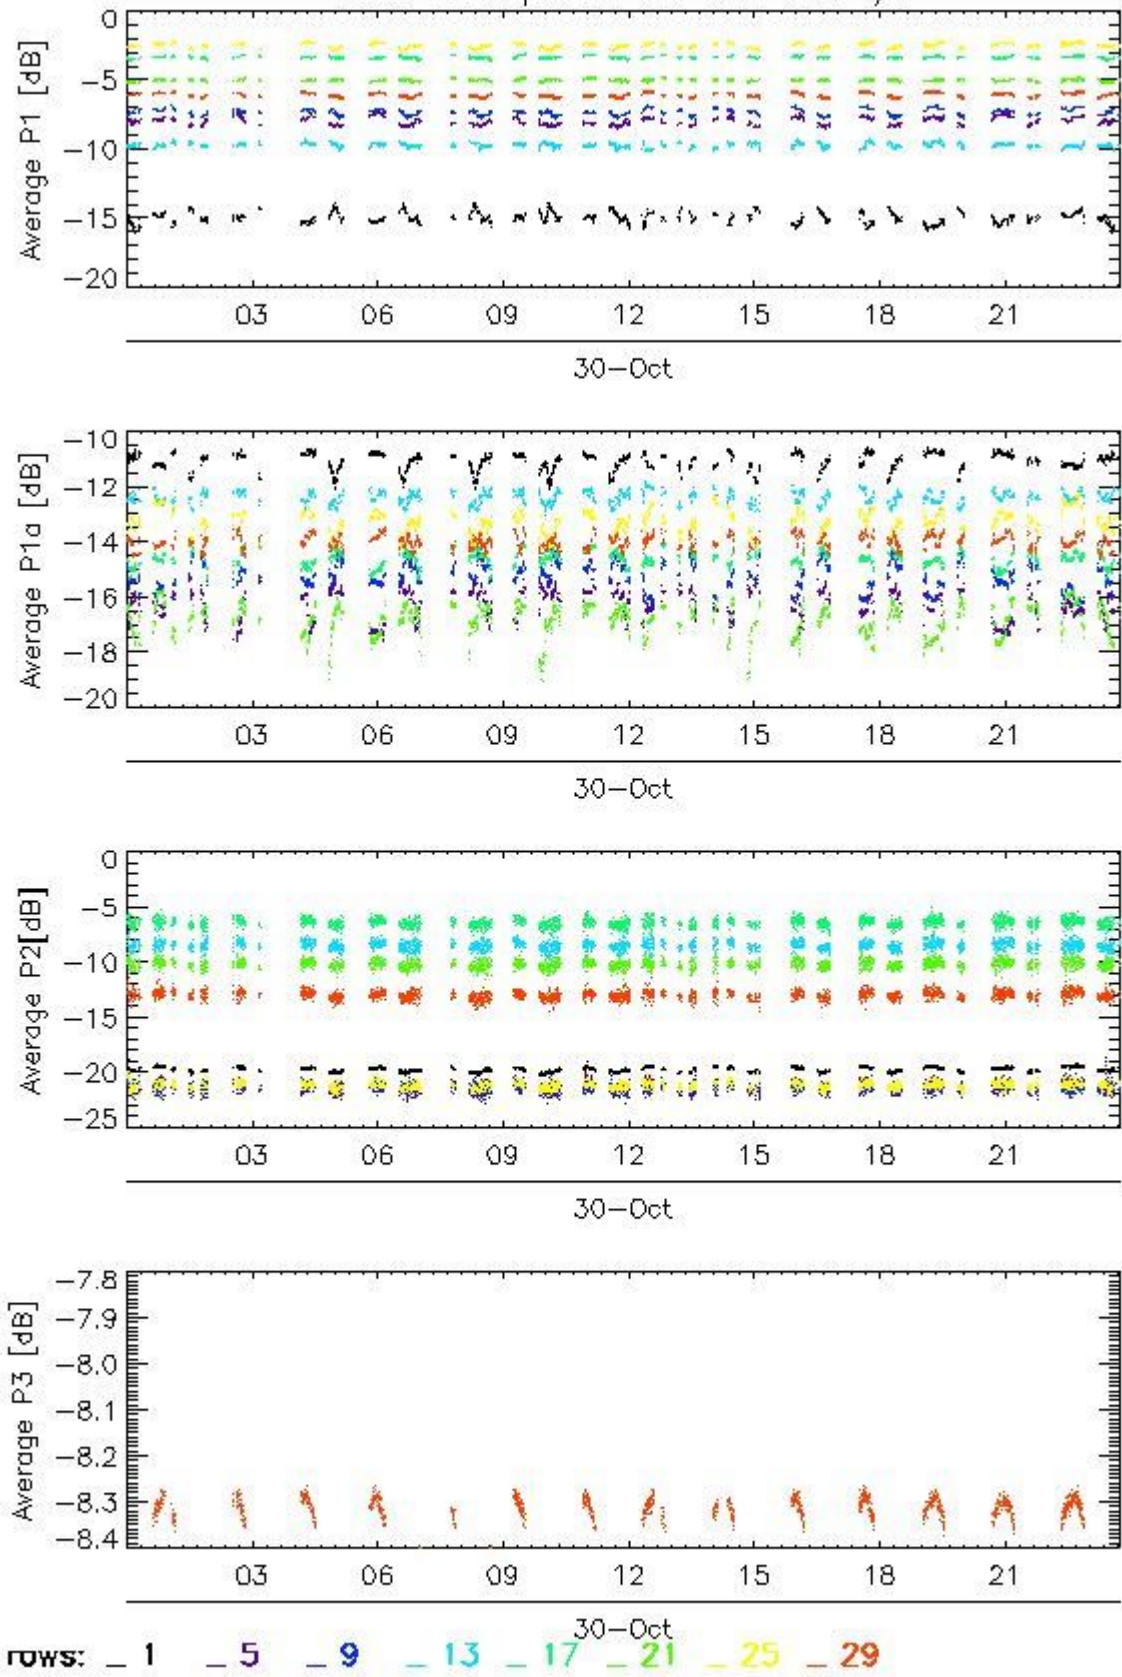 Average P1 [dB]
0
−5
−10
−15
−20
03 06 09 12 15 18 21
30−Oct
Average P1a [dB]
−10
−12
−14
−16
−18
−20
03 06 09 12 15 18 21
30−Oct
Average P2[dB]
0
−5
−10
−15
−20
−25
03 06 09 12 15 18 21
30−Oct
Average P3 [dB]
−7.8
−7.9
−8.0
−8.1
−8.2
−8.3
−8.4
03 06 09 12 15 18 21
30−Oct
rows: _ 1 _ 5 _ 9 _ 13 _ 17 _ 21 _ 25 _ 29